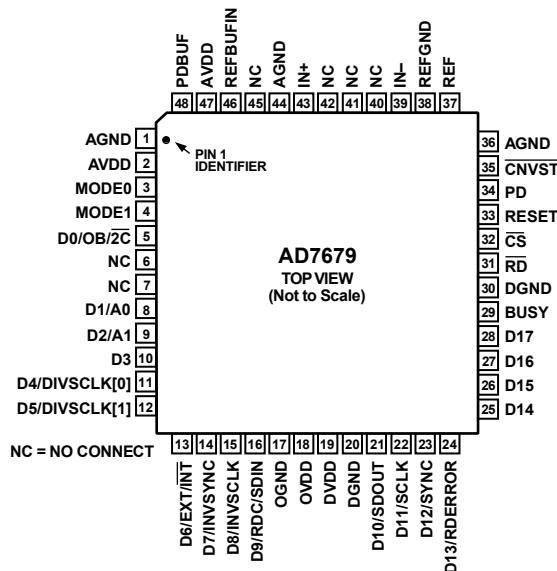 PDBUF
AVDD
REFBUFIN
NC
AGND
IN+
NC
NC
NC
IN–
REFGND
REF
48 47 46 45 44 43 42 41 40 39 38 37
AGND 1
AVDD 2
MODE0 3
MODE1 4
D0/OB/2C 5
NC 6
NC 7
D1/A0 8
D2/A1 9
D3 10
D4/DIVSCLK[0] 11
D5/DIVSCLK[1] 12
PIN 1
IDENTIFIER
AD7679
TOP VIEW
(Not to Scale)
36 AGND
35 CNVST
34 PD
33 RESET
32 CS
31 RD
30 DGND
29 BUSY
28 D17
27 D16
26 D15
25 D14
NC = NO CONNECT
13 14 15 16 17 18 19 20 21 22 23 24
D6/EXT/INT
D7/INVSYNC
D8/INVSCLK
D9/RDC/SDIN
OGND
OVDD
DVDD
DGND
D10/SDOUT
D11/SCLK
D12/SYNC
D13/RDERROR